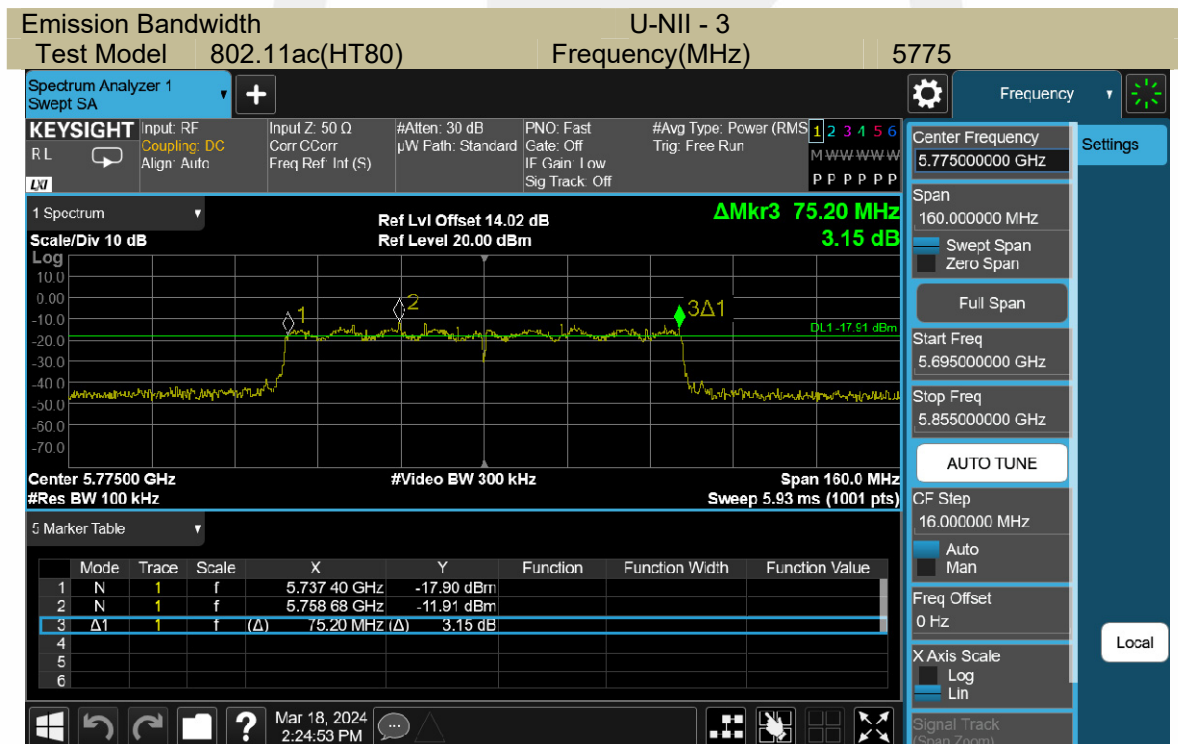 Emission Bandwidth U-NII - 3
Test Model 802.11ac(HT80) Frequency(MHz) 5775
Spectrum Analyzer 1
Swept SA
+
Frequency
KEYSIGHT
RL
LXI
Input: RF
Coupling: DC
Align: Auto
Input Z: 50 Ω
Corr CCorr
Freq Ref: Int (S)
#Atten: 30 dB
µW Path: Standard
PNO: Fast
Gate: Off
IF Gain: Low
Sig Track: Off
#Avg Type: Power (RMS
Trig: Free Run
1 2 3 4 5 6
M W W W W W
P P P P P P
1 Spectrum
Scale/Div 10 dB
Ref Lvl Offset 14.02 dB
Ref Level 20.00 dBm
ΔMkr3 75.20 MHz
3.15 dB
Log
10.0
0.00
-10.0
-20.0
-30.0
-40.0
-50.0
-60.0
-70.0
1
2
3Δ1
DL1 -17.91 dBm
Center 5.77500 GHz #Video BW 300 kHz Span 160.0 MHz
#Res BW 100 kHz Sweep 5.93 ms (1001 pts)
5 Marker Table
Mode Trace Scale X Y Function Function Width Function Value
1 N 1 f 5.737 40 GHz -17.90 dBm
2 N 1 f 5.758 68 GHz -11.91 dBm
3 Δ1 1 f (Δ) 75.20 MHz (Δ) 3.15 dB
4
5
6
Mar 18, 2024
2:24:53 PM
?
Center Frequency
5.775000000 GHz
Settings
Span
160.000000 MHz
Swept Span
Zero Span
Full Span
Start Freq
5.695000000 GHz
Stop Freq
5.855000000 GHz
AUTO TUNE
CF Step
16.000000 MHz
Auto
Man
Freq Offset
0 Hz
X Axis Scale
Log
Lin
Local
Signal Track
(Span Zoom)